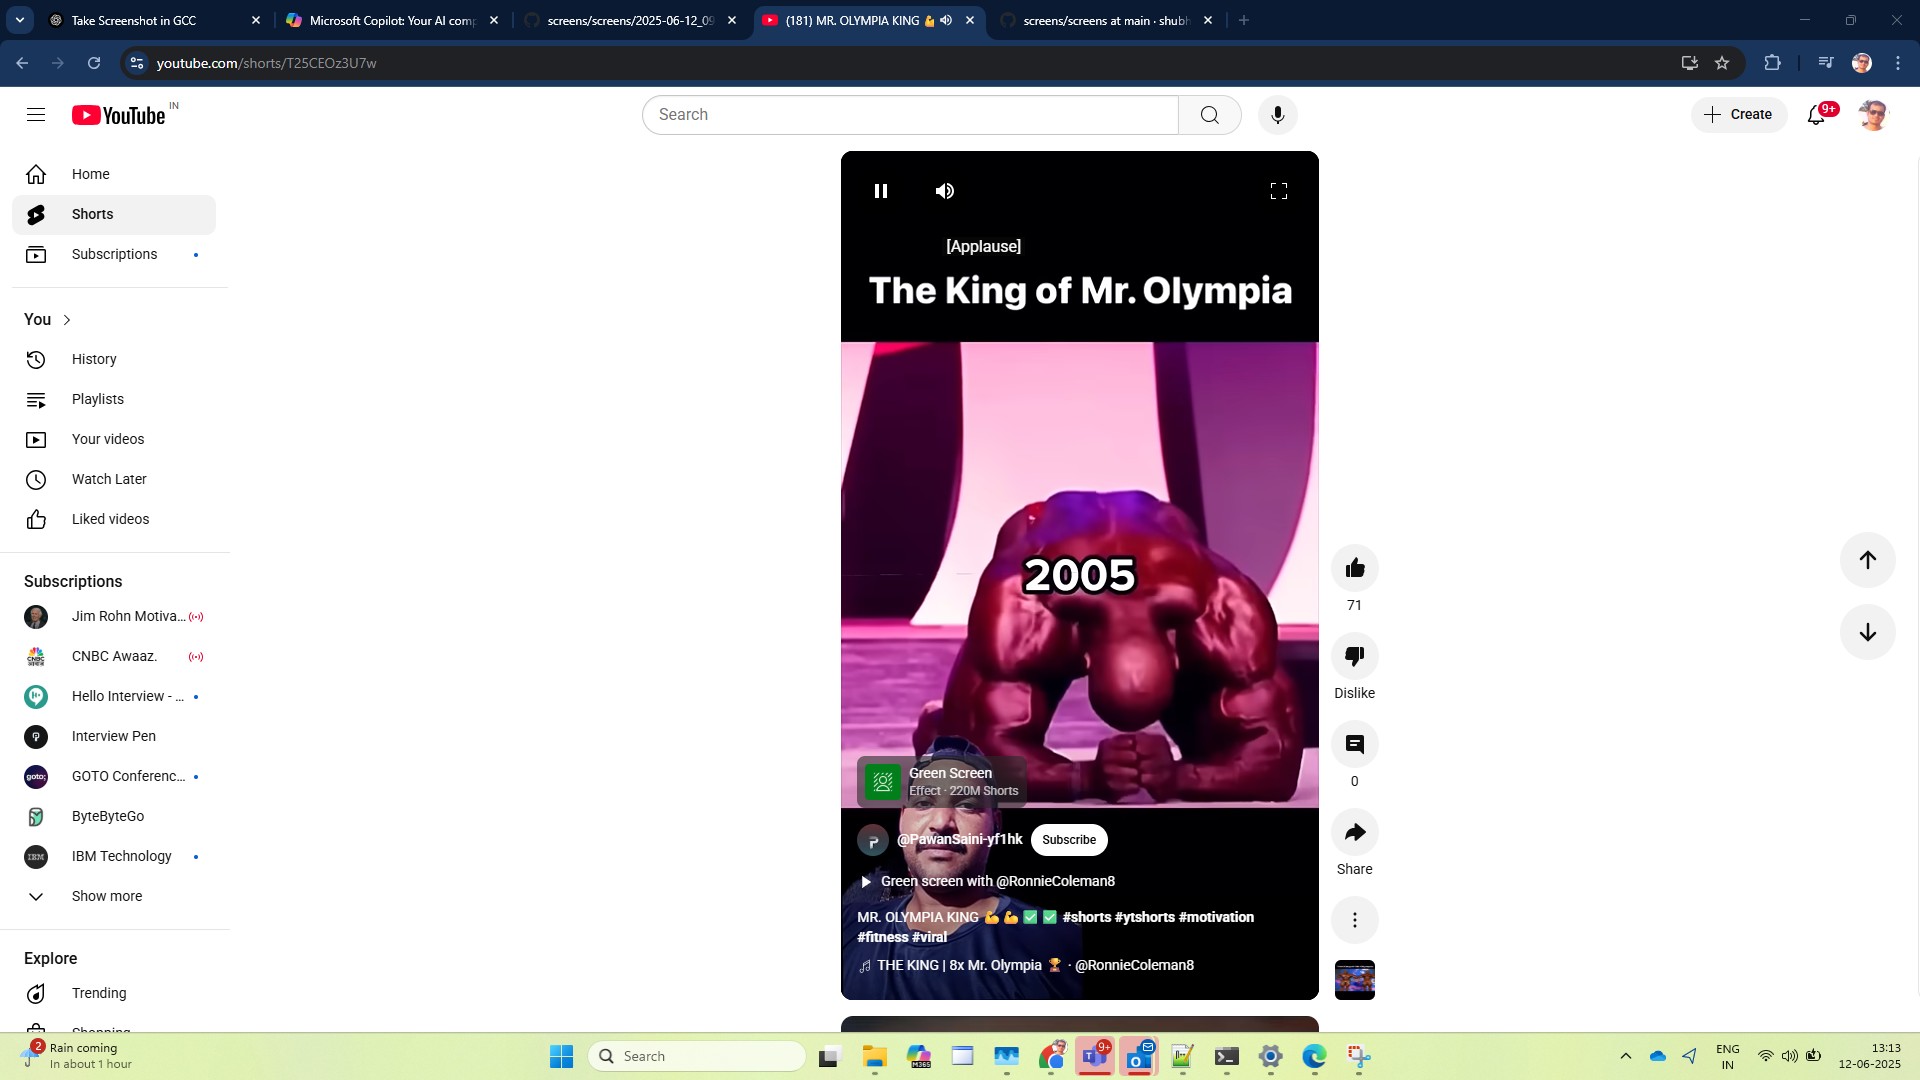 Take Screenshot in GCC
Microsoft Copilot: Your AI comp
screens/screens/2025-06-12_09
(181) MR. OLYMPIA KING 💪
screens/screens at main · shubh
youtube.com/shorts/T25CEOz3U7w
YouTube IN
Search
Create
9+
Home
Shorts
Subscriptions
You
History
Playlists
Your videos
Watch Later
Liked videos
Subscriptions
Jim Rohn Motiva...
CNBC Awaaz.
Hello Interview - ...
Interview Pen
GOTO Conferenc...
ByteByteGo
IBM Technology
Show more
Explore
Trending
Shopping
[Applause]
The King of Mr. Olympia
2005
Green Screen
Effect · 220M Shorts
@PawanSaini-yf1hk Subscribe
Green screen with @RonnieColeman8
MR. OLYMPIA KING 💪💪✅✅ #shorts #ytshorts #motivation
#fitness #viral
THE KING | 8x Mr. Olympia 🏆 · @RonnieColeman8
71
Dislike
0
Share
2
Rain coming
In about 1 hour
Search
M365
9+
ENG
IN
13:13
12-06-2025